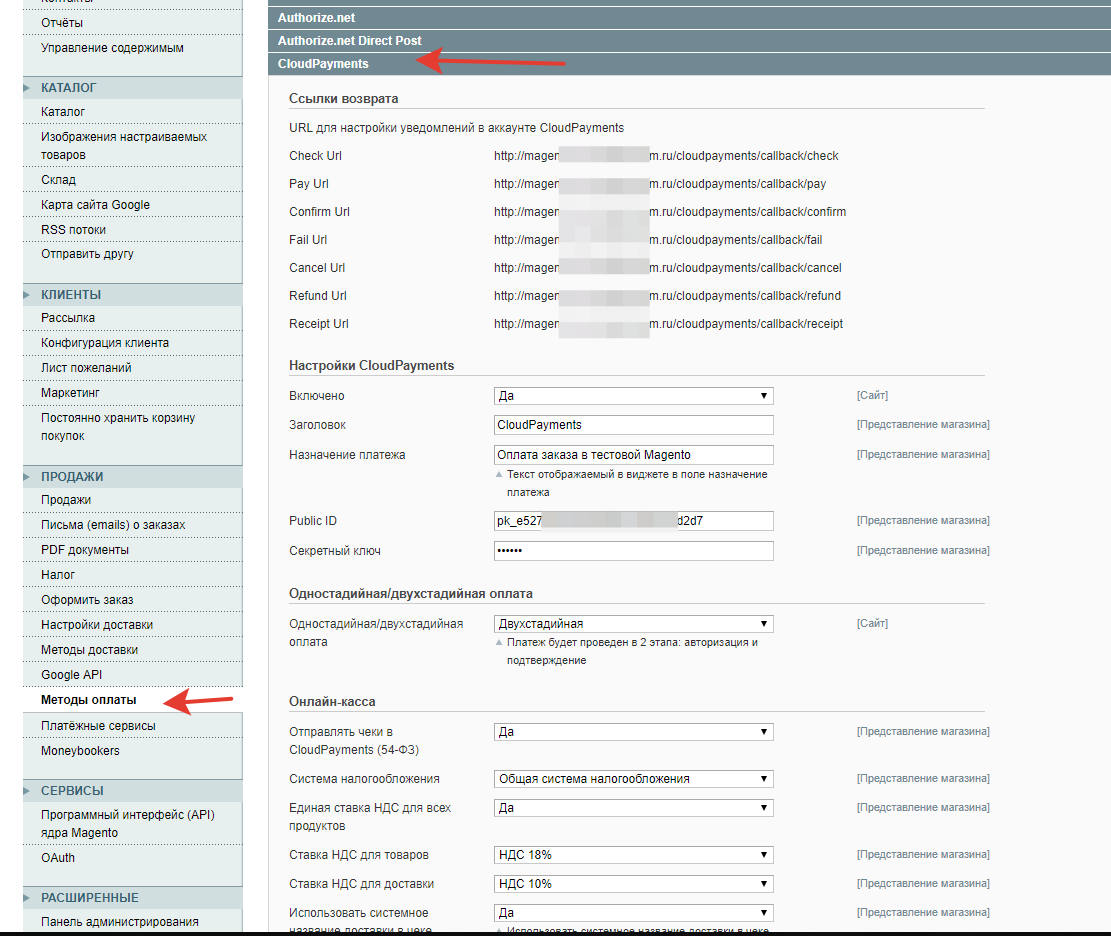 Отчёты
Управление содержимым
КАТАЛОГ
Каталог
Изображения настраиваемых
товаров
Склад
Карта сайта Google
RSS потоки
Отправить другу
КЛИЕНТЫ
Рассылка
Конфигурация клиента
Лист пожеланий
Маркетинг
Постоянно хранить корзину
покупок
ПРОДАЖИ
Продажи
Письма (emails) о заказах
PDF документы
Налог
Оформить заказ
Настройки доставки
Методы доставки
Google API
Методы оплаты
Платёжные сервисы
Moneybookers
СЕРВИСЫ
Программный интерфейс (API)
ядра Magento
OAuth
РАСШИРЕННЫЕ
Панель администрирования
Authorize.net
Authorize.net Direct Post
CloudPayments
Ссылки возврата
URL для настройки уведомлений в аккаунте CloudPayments
Check Url http://magen m.ru/cloudpayments/callback/check
Pay Url http://magen m.ru/cloudpayments/callback/pay
Confirm Url http://magen m.ru/cloudpayments/callback/confirm
Fail Url http://magen m.ru/cloudpayments/callback/fail
Cancel Url http://magen m.ru/cloudpayments/callback/cancel
Refund Url http://magen m.ru/cloudpayments/callback/refund
Receipt Url http://magen m.ru/cloudpayments/callback/receipt
Настройки CloudPayments
Включено Да [Сайт]
Заголовок CloudPayments [Представление магазина]
Назначение платежа Оплата заказа в тестовой Magento [Представление магазина]
Текст отображаемый в виджете в поле назначение
платежа
Public ID pk_e527 d2d7 [Представление магазина]
Секретный ключ •••••• [Представление магазина]
Одностадийная/двухстадийная оплата
Одностадийная/двухстадийная Двухстадийная [Сайт]
оплата
Платеж будет проведен в 2 этапа: авторизация и
подтверждение
Онлайн-касса
Отправлять чеки в Да [Представление магазина]
CloudPayments (54-ФЗ)
Система налогообложения Общая система налогообложения [Представление магазина]
Единая ставка НДС для всех Да [Представление магазина]
продуктов
Ставка НДС для товаров НДС 18% [Представление магазина]
Ставка НДС для доставки НДС 10% [Представление магазина]
Использовать системное Да [Представление магазина]
название доставки в чеке
Использовать системное название доставки в чеке